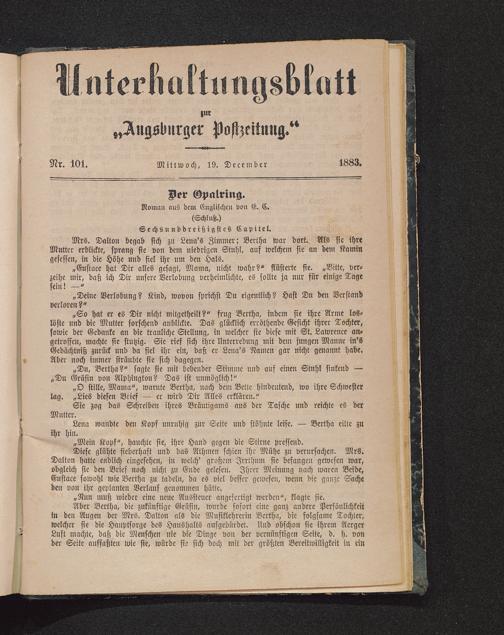 Unterhaltungsblatt
zur
„Augsburger Postzeitung.“
Nr. 101. Mittwoch, 19. December 1883.
Der Opalring.
Roman aus dem Englischen von E. C.
(Schluß.)
Sechsunddreißigstes Capitel.
Mrs. Dalton begab sich zu Lena's Zimmer; Bertha war dort. Als sie ihre
Mutter erblickte, sprang sie von dem niedrigen Stuhl, auf welchem sie an dem Kamin
gesessen, in die Höhe und fiel ihr um den Hals.
„Gustave hat Dir alles gesagt, Mama, nicht wahr?“ flüsterte sie. „Bitte, ver-
zeihe mir, daß ich Dir unsere Verlobung verheimlichte, es sollte ja nur für einige Tage
sein! —“
„Deine Verlobung? Kind, wovon sprichst Du eigentlich? Hast Du den Verstand
verloren?“
„So hat er es Dir nicht mitgetheilt?“ frug Bertha, indem sie ihre Arme los-
löste und die Mutter forschend anblickte. Das glücklich erröthende Gesicht ihrer Tochter,
sowie der Gedanke an die trauliche Stellung, in welcher sie diese mit St. Lawrence an-
getroffen, machte sie stutzig. Sie rief sich ihre Unterredung mit dem jungen Manne in's
Gedächtniß zurück und da fiel ihr ein, daß er Lena's Namen gar nicht genannt habe.
Aber noch immer sträubte sie sich dagegen.
„Du, Bertha?“ sagte sie mit bebender Stimme und auf einen Stuhl sinkend —
„Du Gräfin von Alphington? Das ist unmöglich!“
„O stille, Mama“, warnte Bertha, nach dem Bette hindeutend, wo ihre Schwester
lag. „Lies diesen Brief — er wird Dir Alles erklären.“
Sie zog das Schreiben ihres Bräutigams aus der Tasche und reichte es der
Mutter.
Lena wandte den Kopf unruhig zur Seite und stöhnte leise. — Bertha eilte zu
ihr hin.
„Mein Kopf“, hauchte sie, ihre Hand gegen die Stirne pressend.
Diese glühte fieberhaft und das Athmen schien ihr Mühe zu verursachen. Mrs.
Dalton hatte endlich eingesehen, in welch' großem Irrthum sie befangen gewesen war,
obgleich sie den Brief noch nicht zu Ende gelesen. Ihrer Meinung nach waren Beide,
Gustave sowohl wie Bertha zu tadeln, da es viel besser gewesen, wenn die ganze Sache
den von ihr geplanten Verlauf genommen hätte.
„Nun muß wieder eine neue Aussteuer angefertigt werden“, klagte sie.
Aber Bertha, die zukünftige Gräfin, wurde sofort eine ganz andere Persönlichkeit
in den Augen des Mrs. Dalton als die Musiklehrerin Bertha, die folgsame Tochter,
welcher sie die Hauptsorge des Haushalts aufgebürdet. Und obschon sie ihrem Aerger
Luft machte, daß die Menschen nie die Dinge von der vernünftigen Seite, d. h. von
der Seite auffaßten wie sie, würde sie sich doch mit der größten Bereitwilligkeit in ein